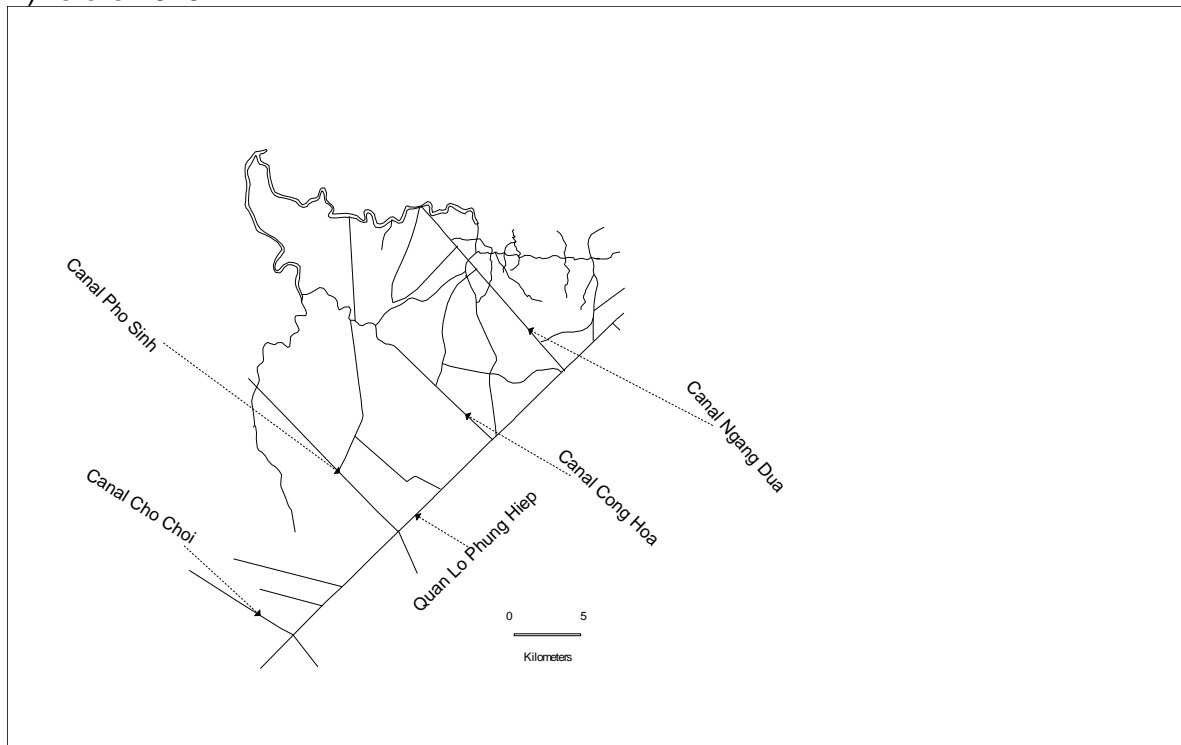 Canal Pho Sinh
Canal Cho Choi
Canal Ngang Dua
Canal Cong Hoa
Quan Lo Phung Hiep
0 5
Kilometers